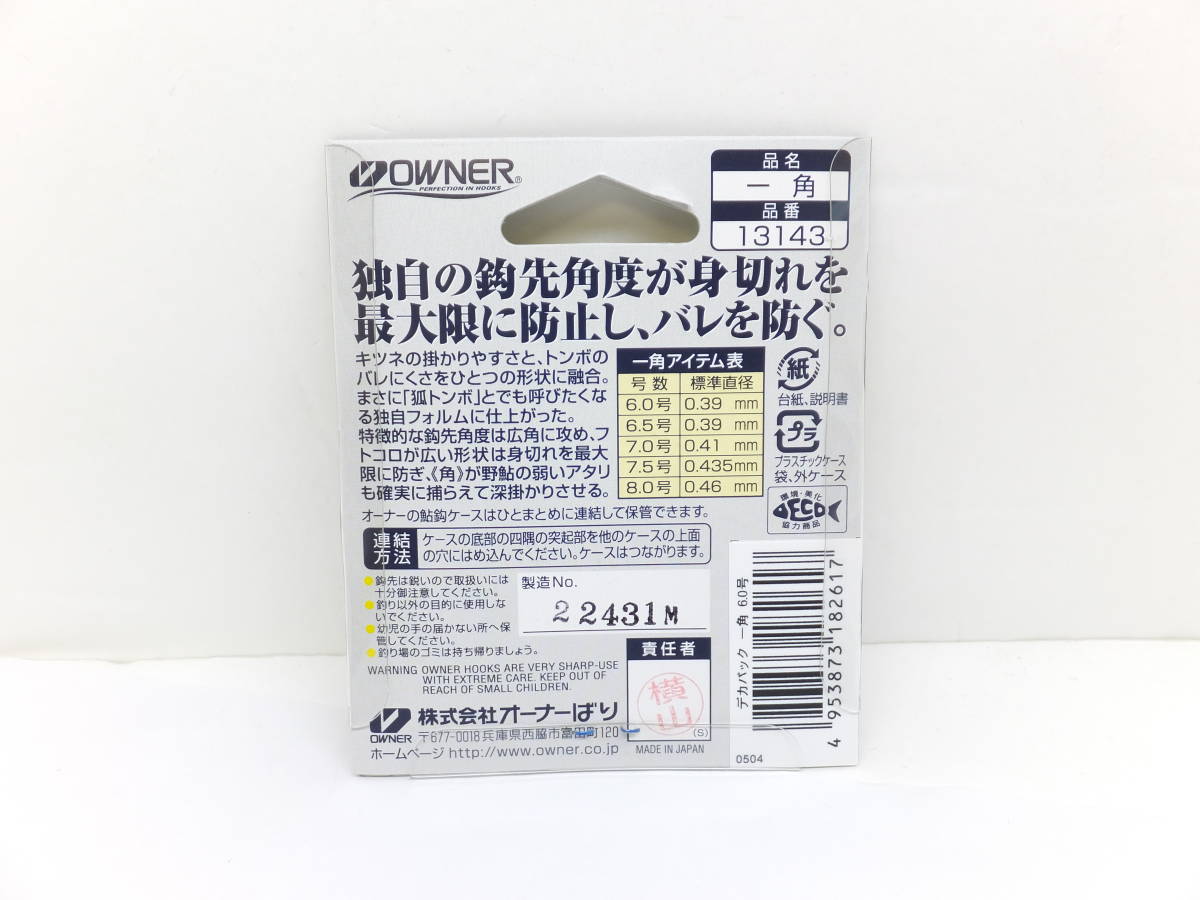 OWNER®
PERFECTION IN HOOKS
品名
一角
品番
13143
独自の鈎先角度が身切れを
最大限に防止し、バレを防ぐ。
キツネの掛かりやすさと、トンボの
バレにくさをひとつの形状に融合。
まさに「狐トンボ」とでも呼びたくな
る独自フォルムに仕上がった。
特徴的な鈎先角度は広角に攻め、フ
トコロが広い形状は身切れを最大
限に防ぎ、《角》が野鮎の弱いアタリ
も確実に捕らえて深掛かりさせる。
一角アイテム表
号数 標準直径
6.0号 0.39 mm
6.5号 0.39 mm
7.0号 0.41 mm
7.5号 0.435mm
8.0号 0.46 mm
紙
台紙、説明書
プラ
プラスチックケース
袋、外ケース
環境・美化
DECO
協力商品
オーナーの鮎鈎ケースはひとまとめに連結して保管できます。
連結
方法
ケースの底部の四隅の突起部を他のケースの上面
の穴にはめ込んでください。ケースはつながります。
●鈎先は鋭いので取扱いには
十分御注意してください。
●釣り以外の目的に使用しな
いでください。
●幼児の手の届かない所へ保
管してください。
●釣り場のゴミは持ち帰りましょう。
製造No.
22431M
WARNING OWNER HOOKS ARE VERY SHARP-USE
WITH EXTREME CARE. KEEP OUT OF
REACH OF SMALL CHILDREN.
責任者
横山
(S)
OWNER
株式会社オーナーばり
〒677-0018兵庫県西脇市富田町120
ホームページ http://www.owner.co.jp
MADE IN JAPAN
デカパック 一角 6.0号
4 953873 182617
0504